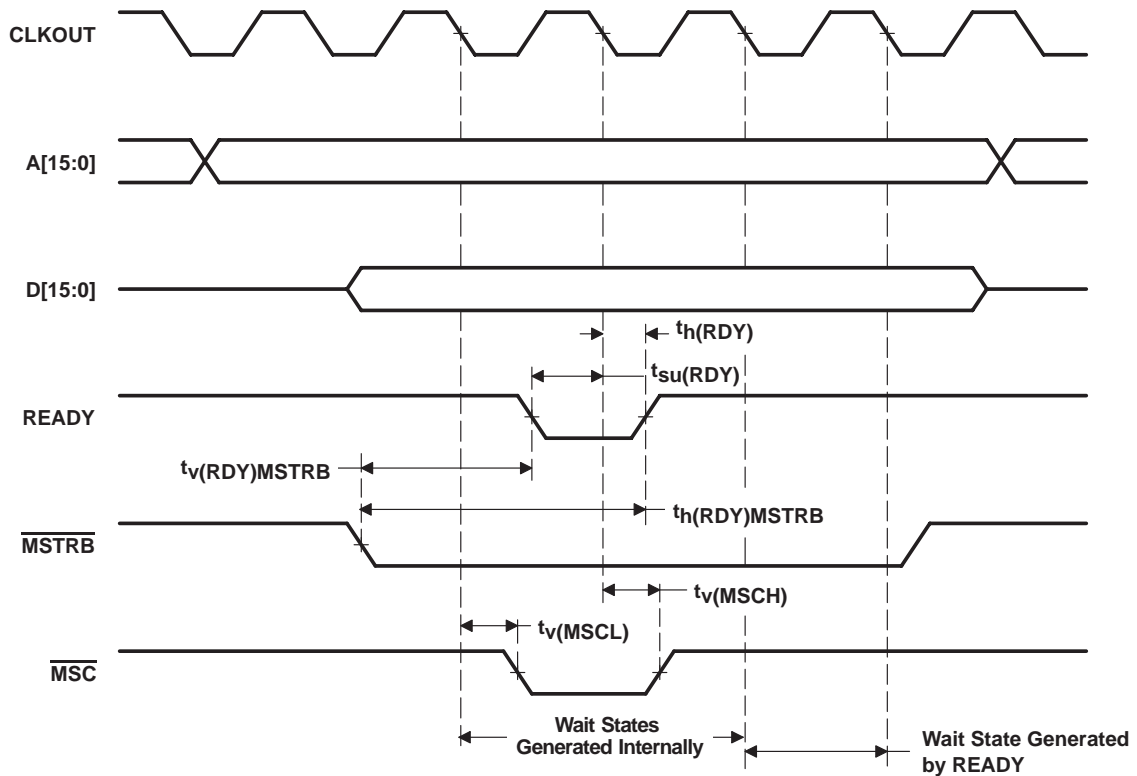 CLKOUT
A[15:0]
D[15:0]
th(RDY)
tsu(RDY)
READY
tv(RDY)MSTRB
th(RDY)MSTRB
MSTRB
tv(MSCH)
tv(MSCL)
MSC
Wait States
Generated Internally
Wait State Generated
by READY